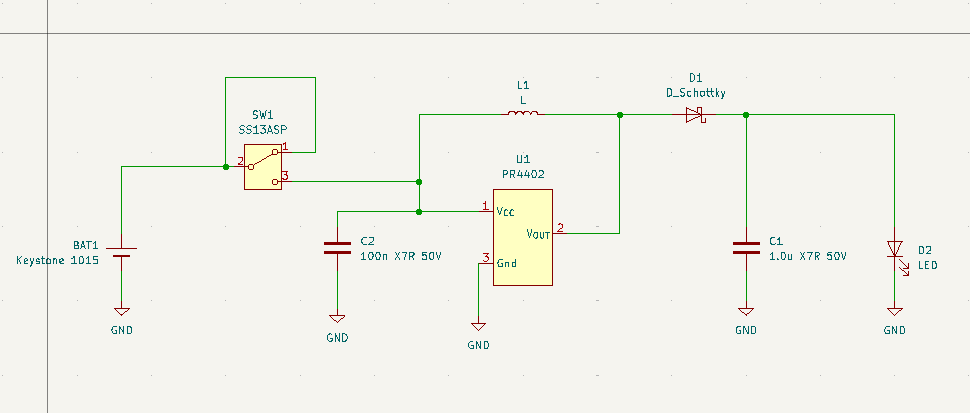 D1
D_Schottky
L1
L
SW1
SS13ASP
1
2
3
U1
PR4402
1
Vcc
2
VOUT
3
Gnd
BAT1
Keystone 1015
C2
100n X7R 50V
C1
1.0u X7R 50V
D2
LED
GND
GND
GND
GND
GND